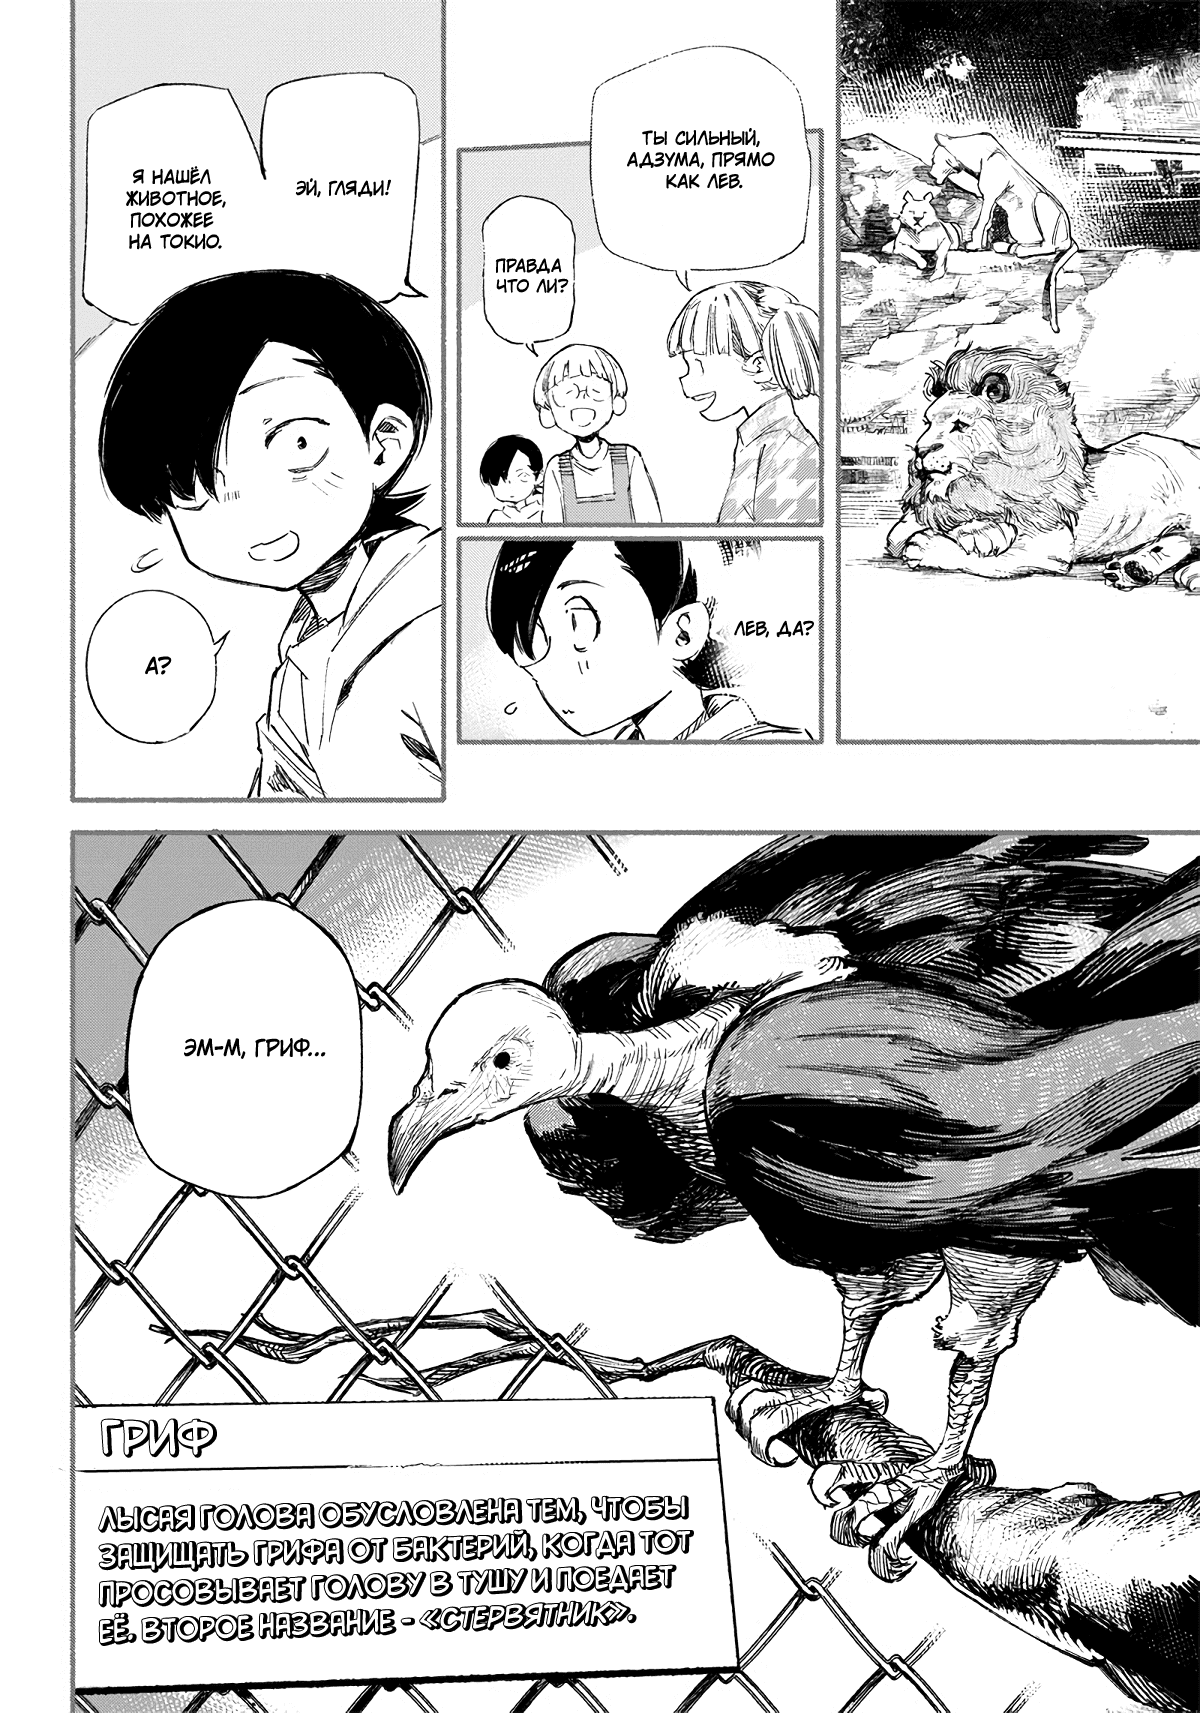 ТЫ СИЛЬНЫЙ,
АДЗУМА, ПРЯМО
КАК ЛЕВ.
ПРАВДА
ЧТО ЛИ?
ЛЕВ, ДА?
ЭЙ, ГЛЯДИ!
Я НАШЁЛ
ЖИВОТНОЕ,
ПОХОЖЕЕ
НА ТОКИО.
А?
ЭМ-М, ГРИФ...
ГРИФ
ЛЫСАЯ ГОЛОВА ОБУСЛОВЛЕНА ТЕМ, ЧТОБЫ
ЗАЩИЩАТЬ ГРИФА ОТ БАКТЕРИЙ, КОГДА ТОТ
ПРОСОВЫВАЕТ ГОЛОВУ В ТУШУ И ПОЕДАЕТ
ЕЁ. ВТОРОЕ НАЗВАНИЕ - «СТЕРВЯТНИК».